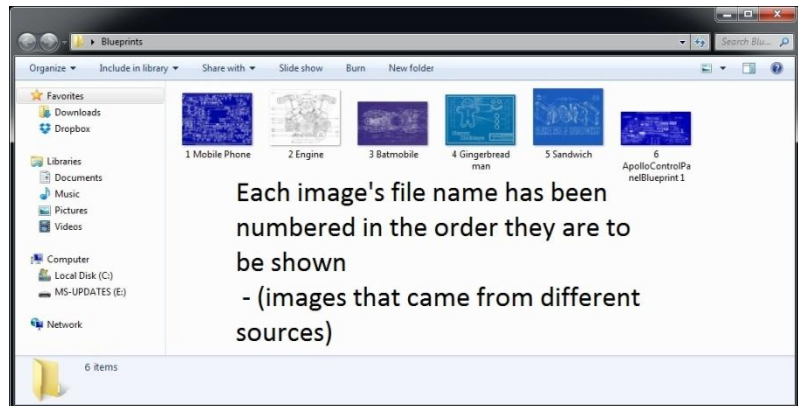 Blueprints
Search Blu...
Organize
Include in library
Share with
Slide show
Burn
New folder
Favorites
Downloads
Dropbox
Libraries
Documents
Music
Pictures
Videos
Computer
Local Disk (C:)
MS-UPDATES (E:)
Network
1 Mobile Phone
2 Engine
3 Batmobile
4 Gingerbread
man
5 Sandwich
6
ApolloControlPa
nelBlueprint1
Each image's file name has been
numbered in the order they are to
be shown
- (images that came from different
sources)
6 items